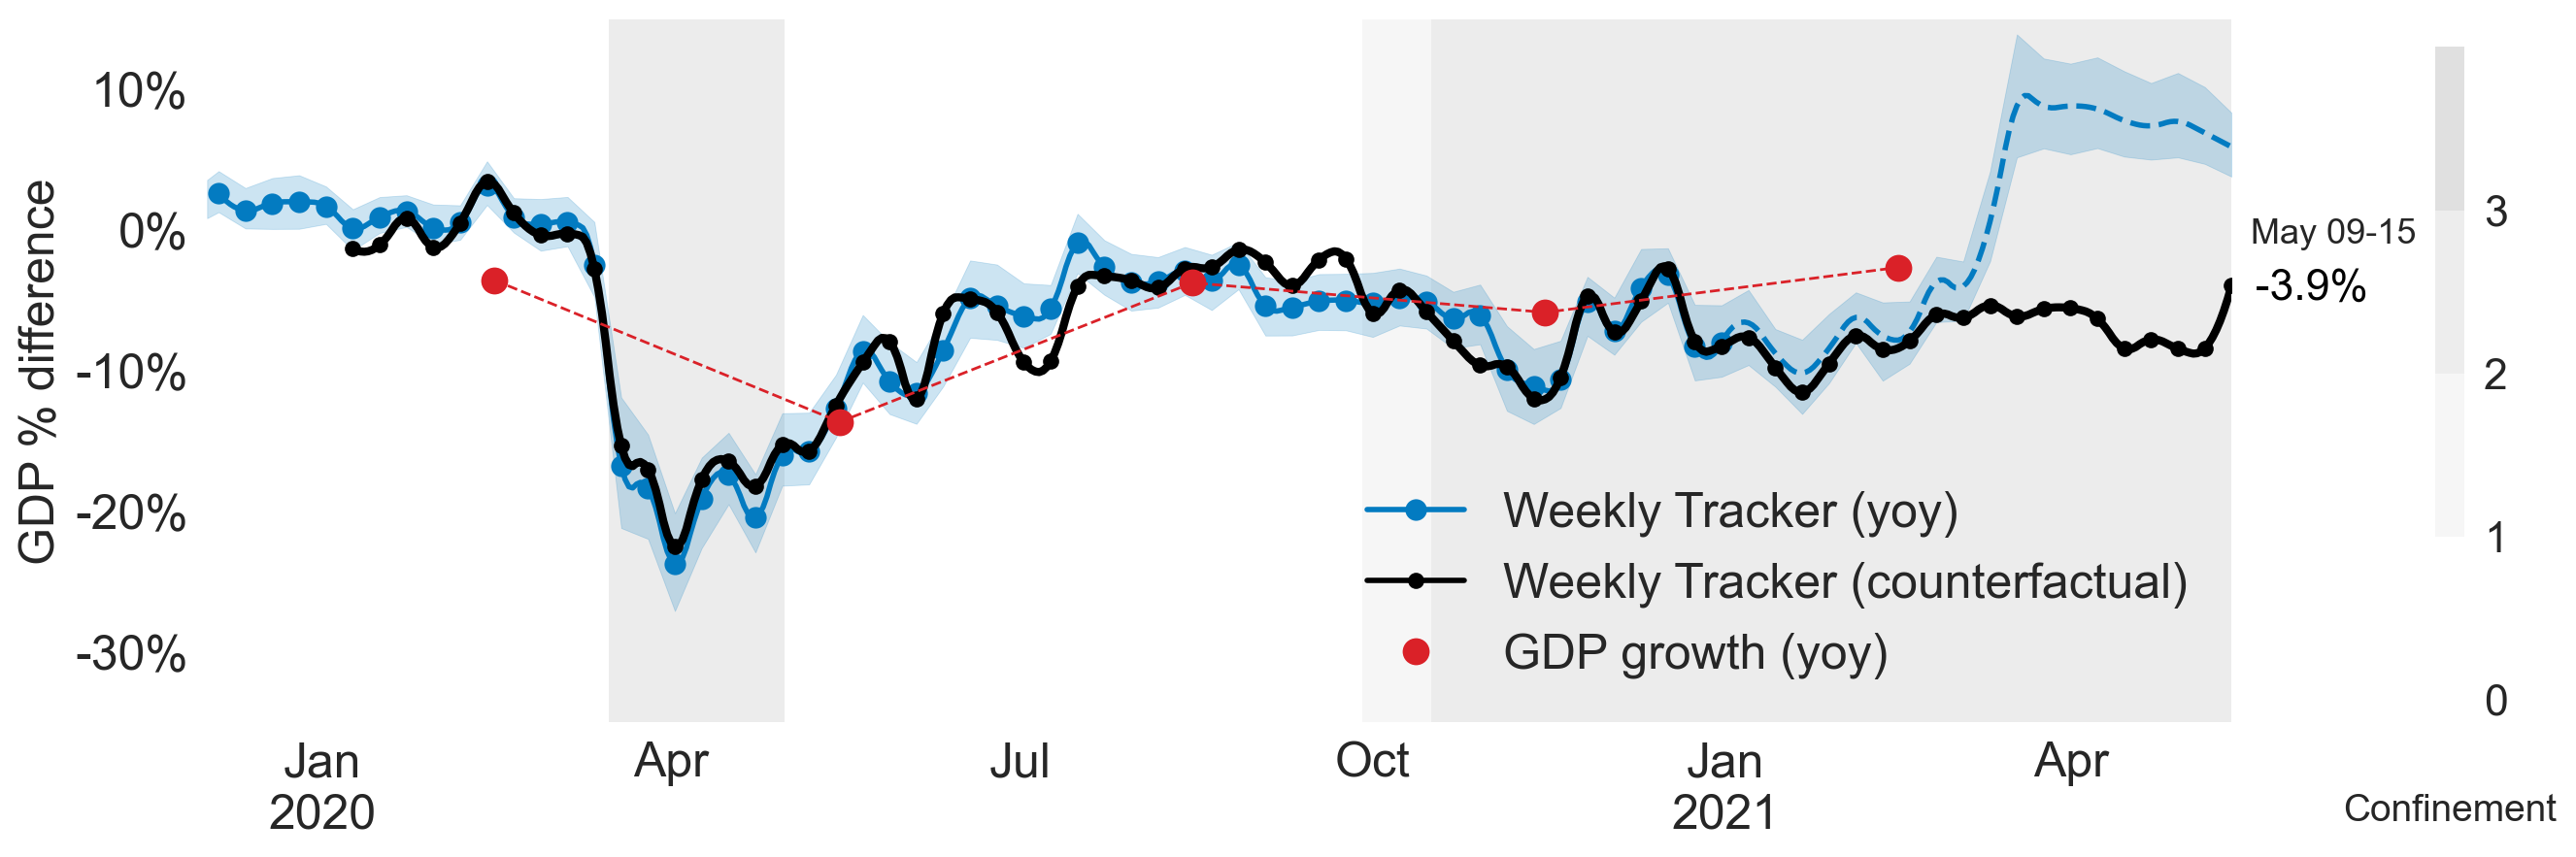 GDP % difference
10%
0%
-10%
-20%
-30%
Jan
2020
Apr
Jul
Oct
Jan
2021
Apr
Weekly Tracker (yoy)
Weekly Tracker (counterfactual)
GDP growth (yoy)
May 09-15
-3.9%
3
2
1
0
Confinement